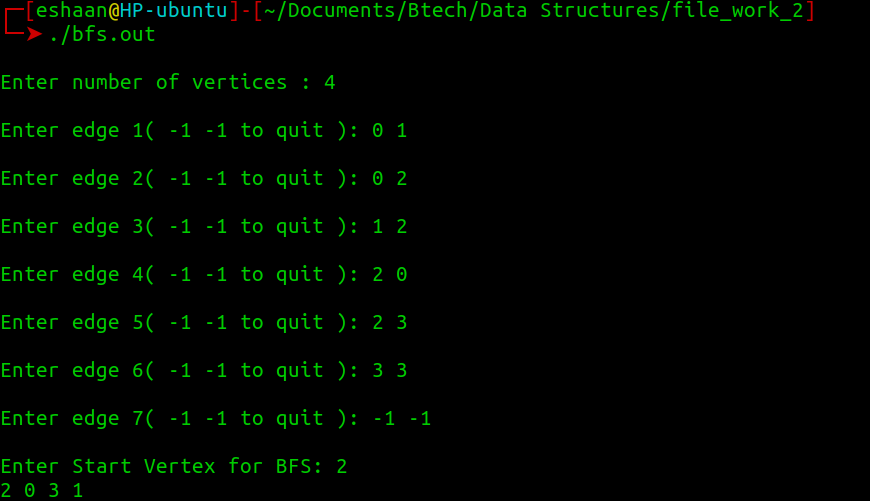 [eshaan@HP-ubuntu]-[~/Documents/Btech/Data Structures/file_work_2]
./bfs.out
Enter number of vertices : 4
Enter edge 1( -1 -1 to quit ): 0 1
Enter edge 2( -1 -1 to quit ): 0 2
Enter edge 3( -1 -1 to quit ): 1 2
Enter edge 4( -1 -1 to quit ): 2 0
Enter edge 5( -1 -1 to quit ): 2 3
Enter edge 6( -1 -1 to quit ): 3 3
Enter edge 7( -1 -1 to quit ): -1 -1
Enter Start Vertex for BFS: 2
2 0 3 1